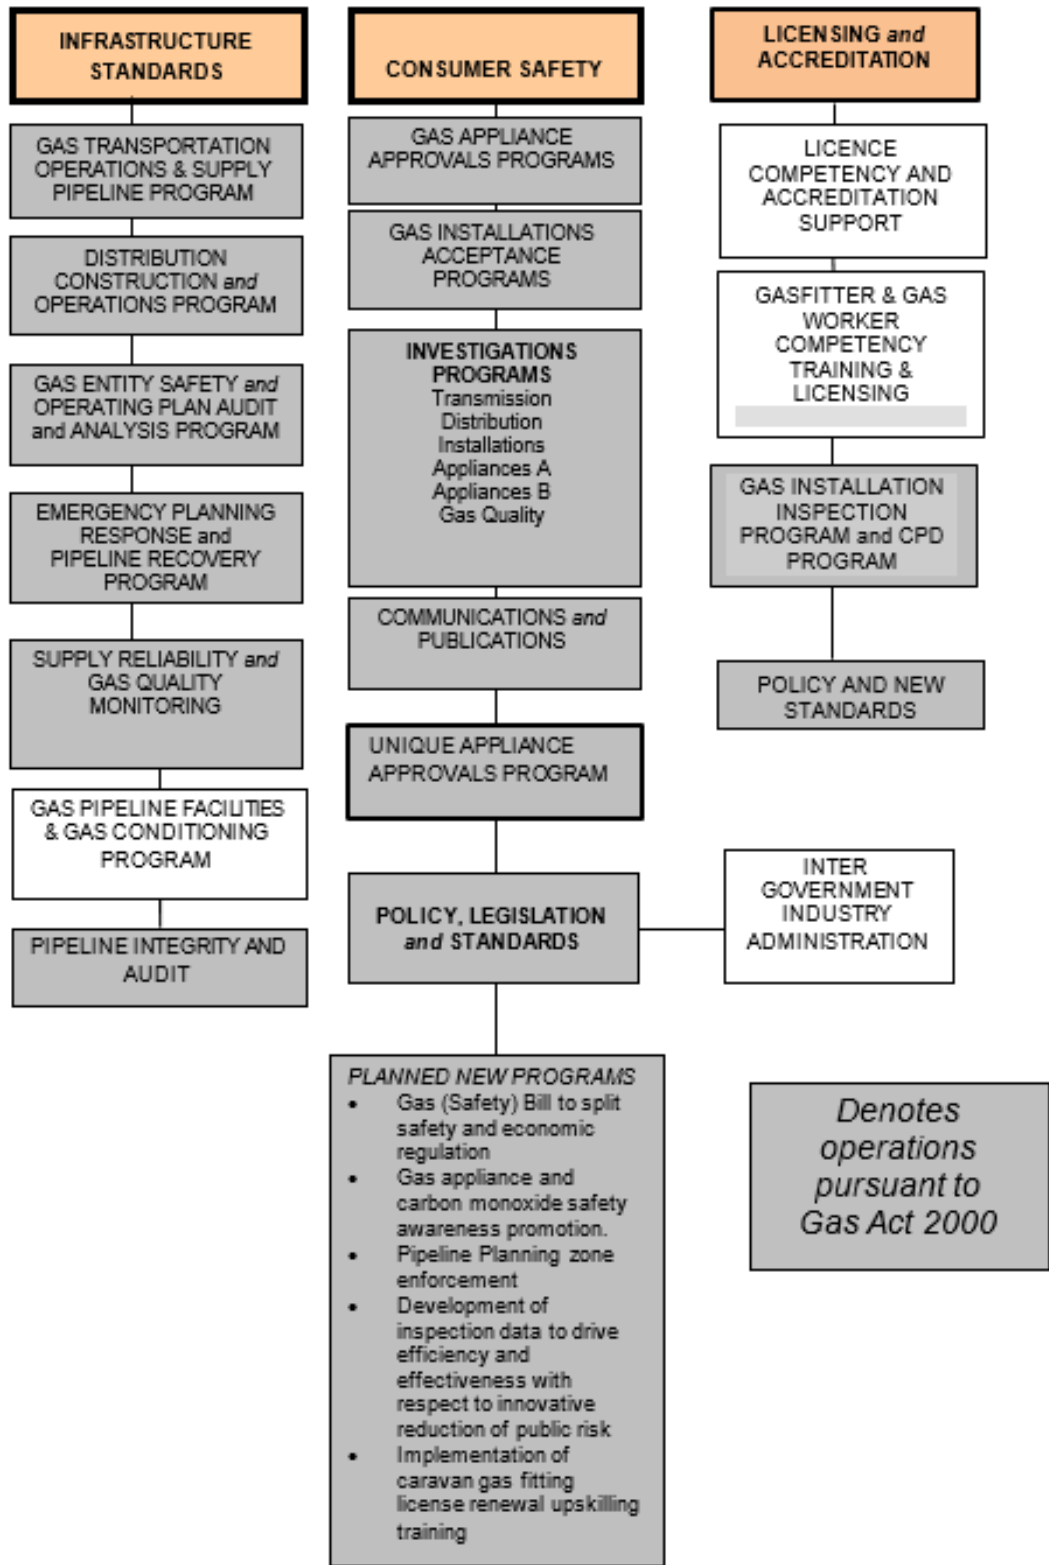 INFRASTRUCTURE
STANDARDS
GAS TRANSPORTATION
OPERATIONS & SUPPLY
PIPELINE PROGRAM
DISTRIBUTION
CONSTRUCTION and
OPERATIONS PROGRAM
GAS ENTITY SAFETY and
OPERATING PLAN AUDIT
and ANALYSIS PROGRAM
EMERGENCY PLANNING
RESPONSE and
PIPELINE RECOVERY
PROGRAM
SUPPLY RELIABILITY and
GAS QUALITY
MONITORING
GAS PIPELINE FACILITIES
& GAS CONDITIONING
PROGRAM
PIPELINE INTEGRITY AND
AUDIT
CONSUMER SAFETY
GAS APPLIANCE
APPROVALS PROGRAMS
GAS INSTALLATIONS
ACCEPTANCE
PROGRAMS
INVESTIGATIONS
PROGRAMS
Transmission
Distribution
Installations
Appliances A
Appliances B
Gas Quality
COMMUNICATIONS and
PUBLICATIONS
UNIQUE APPLIANCE
APPROVALS PROGRAM
POLICY, LEGISLATION
and STANDARDS
INTER
GOVERNMENT
INDUSTRY
ADMINISTRATION
PLANNED NEW PROGRAMS
• Gas (Safety) Bill to split
safety and economic
regulation
• Gas appliance and
carbon monoxide safety
awareness promotion.
• Pipeline Planning zone
enforcement
• Development of
inspection data to drive
efficiency and
effectiveness with
respect to innovative
reduction of public risk
• Implementation of
caravan gas fitting
license renewal upskilling
training
LICENSING and
ACCREDITATION
LICENCE
COMPETENCY AND
ACCREDITATION
SUPPORT
GASFITTER & GAS
WORKER
COMPETENCY
TRAINING &
LICENSING
GAS INSTALLATION
INSPECTION
PROGRAM and CPD
PROGRAM
POLICY AND NEW
STANDARDS
Denotes
operations
pursuant to
Gas Act 2000